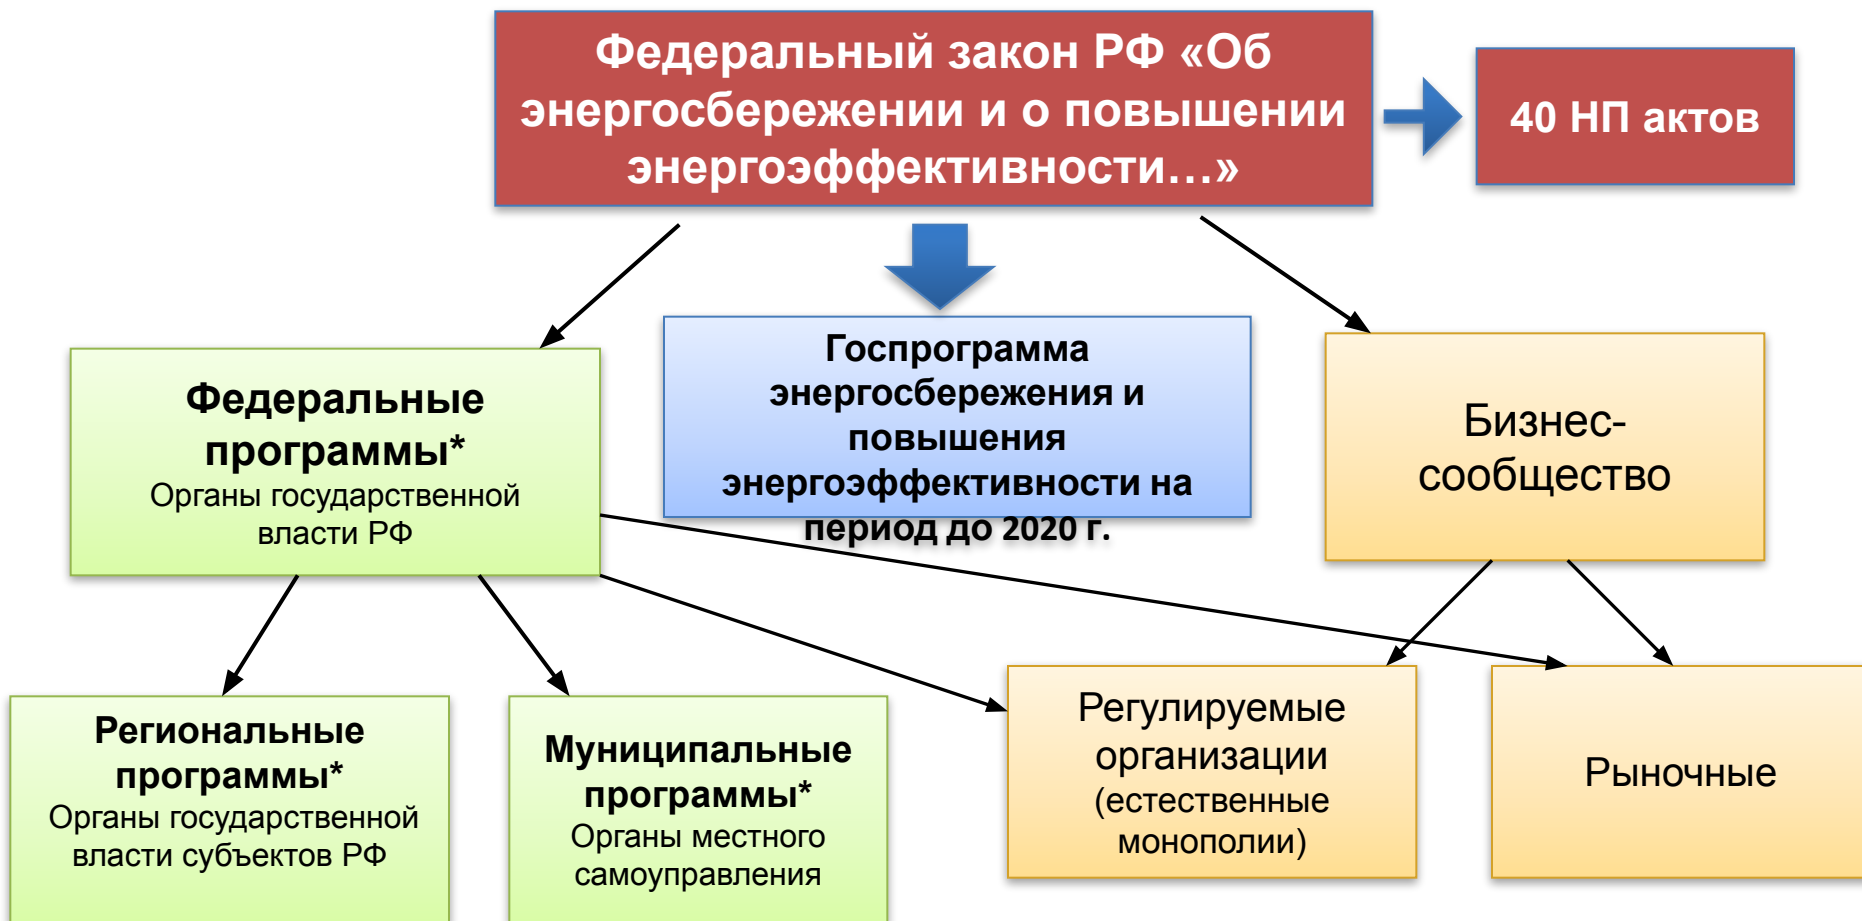 Федеральный закон РФ «Об
энергосбережении и о повышении
энергоэффективности…»
40 НП актов
Госпрограмма
энергосбережения и
повышения
энергоэффективности на
период до 2020 г.
Федеральные
программы*
Органы государственной
власти РФ
Бизнес-
сообщество
Региональные
программы*
Органы государственной
власти субъектов РФ
Муниципальные
программы*
Органы местного
самоуправления
Регулируемые
организации
(естественные
монополии)
Рыночные